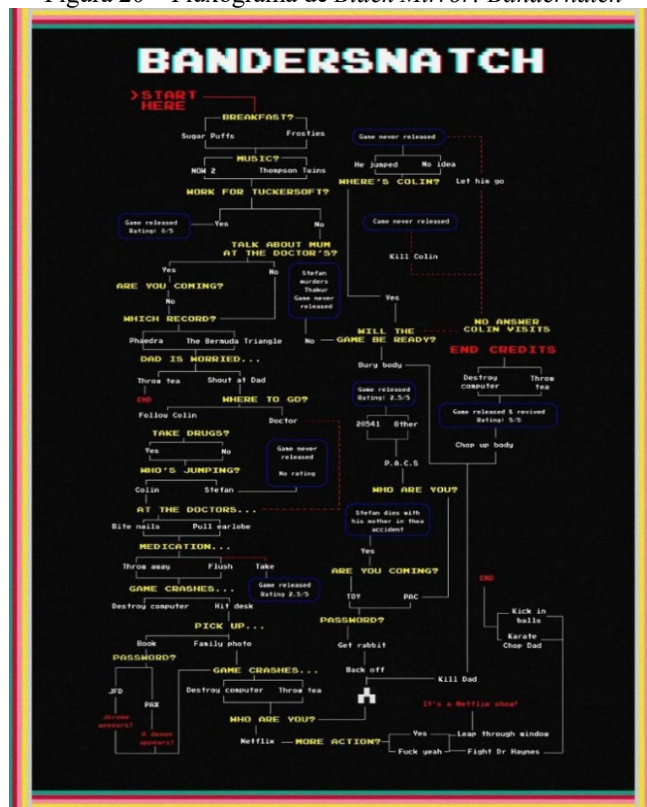 Figura 20 – Fluxograma de Black Mirror: Bandernatch
BANDERSNATCH
>START
HERE
BREAKFAST?
Sugar Puffs
Frosties
MUSIC?
NOW 2
Thompson Twins
WORK FOR TUCKERSOFT?
Game released
Rating: 0/5
Yes
No
TALK ABOUT MUM
AT THE DOCTOR'S?
Yes
No
ARE YOU COMING?
No
WHICH RECORD?
Phaedra
The Bermuda Triangle
DAD IS WORRIED...
Throw tea
Shout at Dad
END
WHERE TO GO?
Follow Colin
Doctor
TAKE DRUGS?
Yes
No
WHO'S JUMPING?
Colin
Stefan
Game never
released
No rating
AT THE DOCTORS...
Bite nails
Pull earlobe
MEDICATION...
Throw away
Flush
Take
Game released
Rating 2.5/5
GAME CRASHES...
Destroy computer
Hit desk
PICK UP...
Book
Family photo
PASSWORD?
JFD
PAX
Jerome
appears!
A demon
appears!
GAME CRASHES...
Destroy computer
Throw tea
WHO ARE YOU?
Netflix
MORE ACTION?
Yes
Fuck yeah
Game never released
He jumped
No idea
WHERE'S COLIN?
Let him go
Game never released
Kill Colin
Stefan
murders
Thakur
Game never
released
Yes
No
WILL THE
GAME BE READY?
NO ANSWER
COLIN VISITS
Bury body
END CREDITS
Destroy
computer
Throw
tea
Game released & revived
Rating: 5/5
Chop up body
Game released
Rating: 2.5/5
20541
Other
P.A.C.S
WHO ARE YOU?
Stefan dies with
his mother in thee
accident
Yes
ARE YOU COMING?
TOY
PAC
PASSWORD?
Get rabbit
Back off
Kill Dad
END
Kick in
balls
Karate
Chop Dad
It's a Netflix show!
Leap through window
Fight Dr Haynes